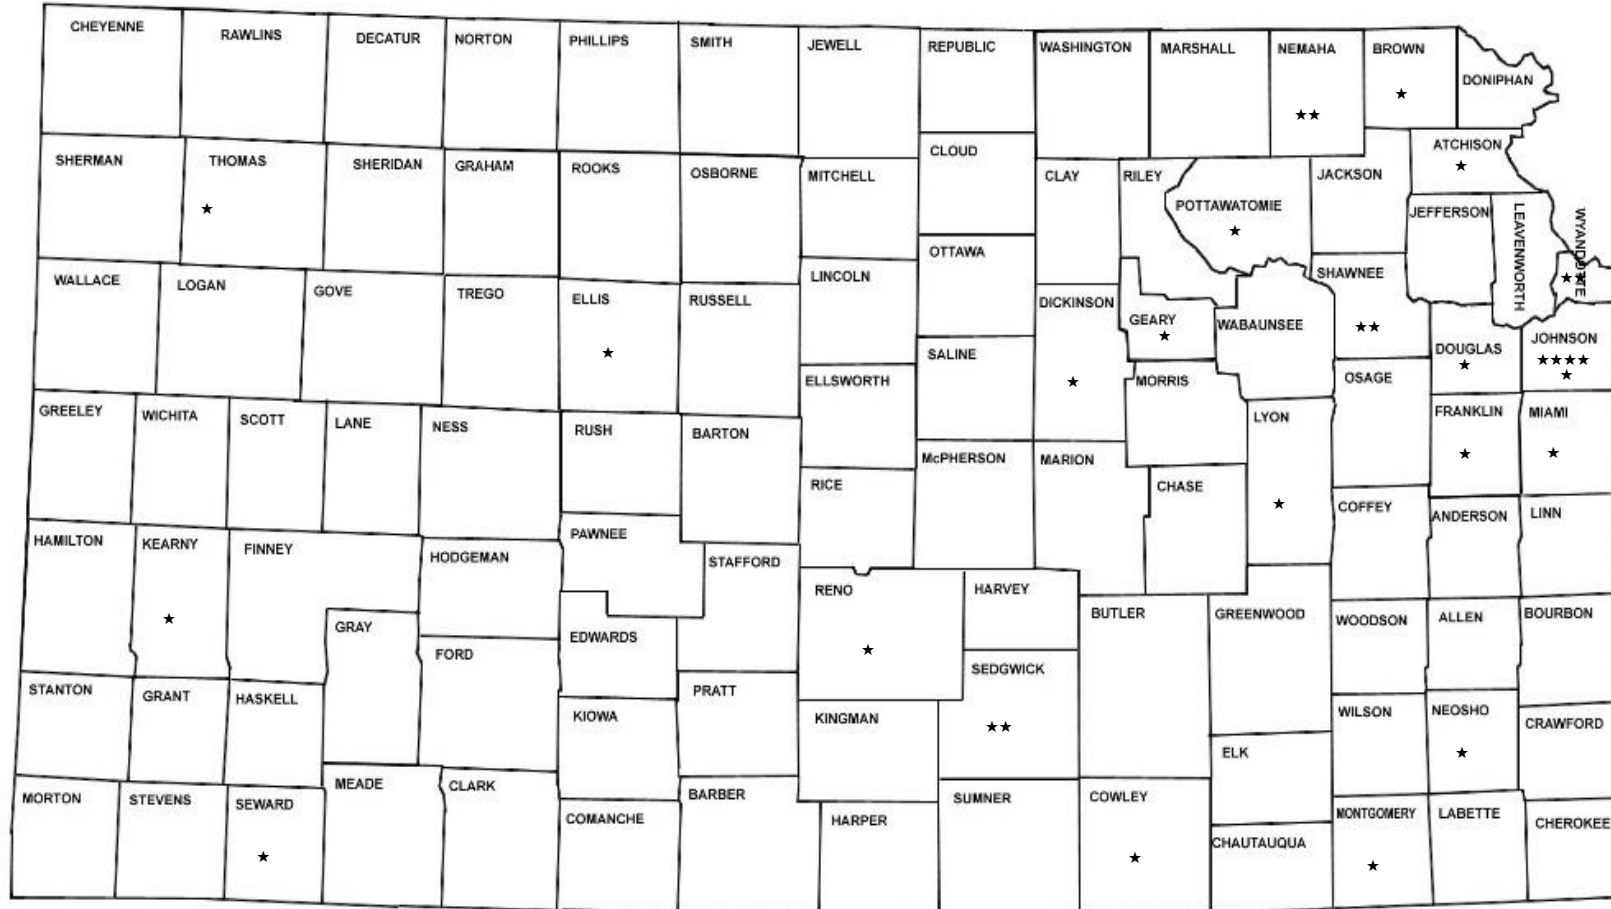 CHEYENNE
RAWLINS
DECATUR
NORTON
PHILLIPS
SMITH
JEWELL
REPUBLIC
WASHINGTON
MARSHALL
NEMAHA
BROWN
DONIPHAN
SHERMAN
THOMAS
SHERIDAN
GRAHAM
ROOKS
OSBORNE
MITCHELL
CLOUD
CLAY
RILEY
POTTAWATOMIE
JACKSON
ATCHISON
JEFFERSON
LEAVENWORTH
WYANDOTTE
WALLACE
LOGAN
GOVE
TREGO
ELLIS
RUSSELL
LINCOLN
OTTAWA
DICKINSON
GEARY
WABAUNSEE
SHAWNEE
DOUGLAS
JOHNSON
SALINE
ELLSWORTH
MORRIS
OSAGE
GREELEY
WICHITA
SCOTT
LANE
NESS
RUSH
BARTON
RICE
McPHERSON
MARION
CHASE
LYON
FRANKLIN
MIAMI
COFFEY
ANDERSON
LINN
HAMILTON
KEARNY
FINNEY
HODGEMAN
PAWNEE
STAFFORD
RENO
HARVEY
BUTLER
GREENWOOD
WOODSON
ALLEN
BOURBON
GRAY
FORD
EDWARDS
SEDGWICK
STANTON
GRANT
HASKELL
KIOWA
PRATT
KINGMAN
ELK
WILSON
NEOSHO
CRAWFORD
MORTON
STEVENS
SEWARD
MEADE
CLARK
COMANCHE
BARBER
HARPER
SUMNER
COWLEY
CHAUTAUQUA
MONTGOMERY
LABETTE
CHEROKEE